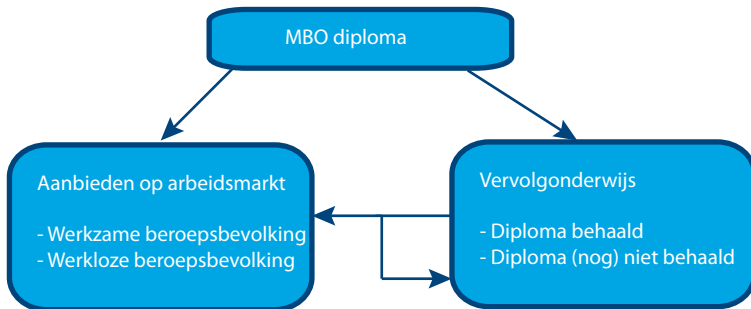 MBO diploma
Aanbieden op arbeidsmarkt
- Werkzame beroepsbevolking
- Werkloze beroepsbevolking
Vervolgonderwijs
- Diploma behaald
- Diploma (nog) niet behaald